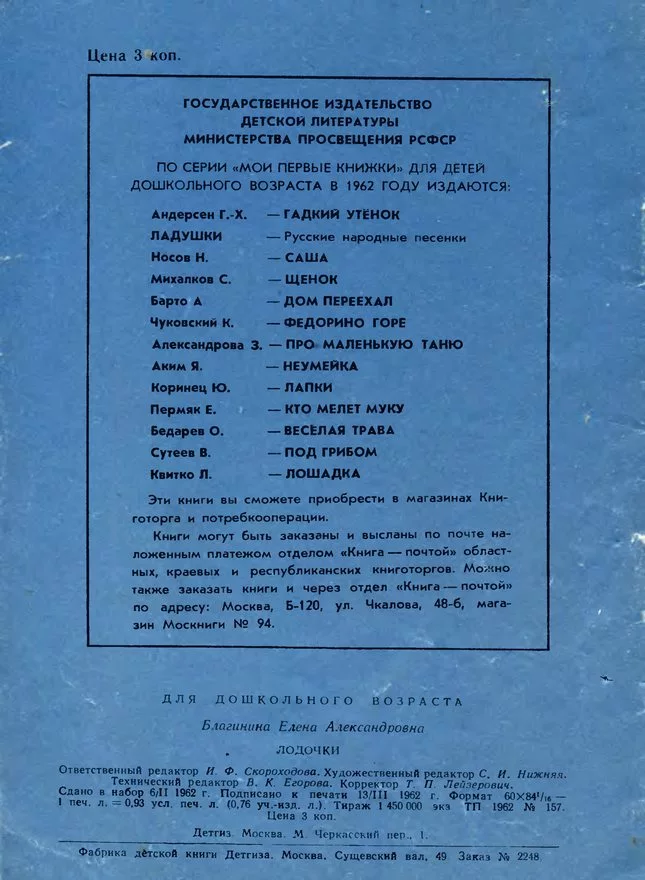 Цена 3 коп.
ГОСУДАРСТВЕННОЕ ИЗДАТЕЛЬСТВО
ДЕТСКОЙ ЛИТЕРАТУРЫ
МИНИСТЕРСТВА ПРОСВЕЩЕНИЯ РСФСР
ПО СЕРИИ «МОИ ПЕРВЫЕ КНИЖКИ» ДЛЯ ДЕТЕЙ
ДОШКОЛЬНОГО ВОЗРАСТА В 1962 ГОДУ ИЗДАЮТСЯ:
Андерсен Г.-Х. — ГАДКИЙ УТЁНОК
ЛАДУШКИ — Русские народные песенки
Носов Н. — САША
Михалков С. — ЩЕНОК
Барто А — ДОМ ПЕРЕЕХАЛ
Чуковский К. — ФЕДОРИНО ГОРЕ
Александрова З. — ПРО МАЛЕНЬКУЮ ТАНЮ
Аким Я. — НЕУМЕЙКА
Коринец Ю. — ЛАПКИ
Пермяк Е. — КТО МЕЛЕТ МУКУ
Бедарев О. — ВЕСЁЛАЯ ТРАВА
Сутеев В. — ПОД ГРИБОМ
Квитко Л. — ЛОШАДКА
Эти книги вы сможете приобрести в магазинах Кни-
готорга и потребкооперации.
Книги могут быть заказаны и высланы по почте на-
ложенным платежом отделом «Книга — почтой» област-
ных, краевых и республиканских книготоргов. Можно
также заказать книги и через отдел «Книга — почтой»
по адресу: Москва, Б-120, ул. Чкалова, 48-б, мага-
зин Москниги № 94.
ДЛЯ ДОШКОЛЬНОГО ВОЗРАСТА
Благинина Елена Александровна
ЛОДОЧКИ
Ответственный редактор И. Ф. Скороходова. Художественный редактор С. И. Нижняя.
Технический редактор В. К. Егорова. Корректор Т. П. Лейзерович.
Сдано в набор 6/II 1962 г. Подписано к печати 13/III 1962 г. Формат 60×84¹/₁₆ —
1 печ. л. = 0,93 усл. печ. л. (0,76 уч.-изд. л.). Тираж 1 450 000 экз ТП 1962 № 157.
Цена 3 коп.
Детгиз. Москва. М. Черкасский пер., 1.
Фабрика детской книги Детгиза. Москва, Сущевский вал, 49. Заказ № 2248.